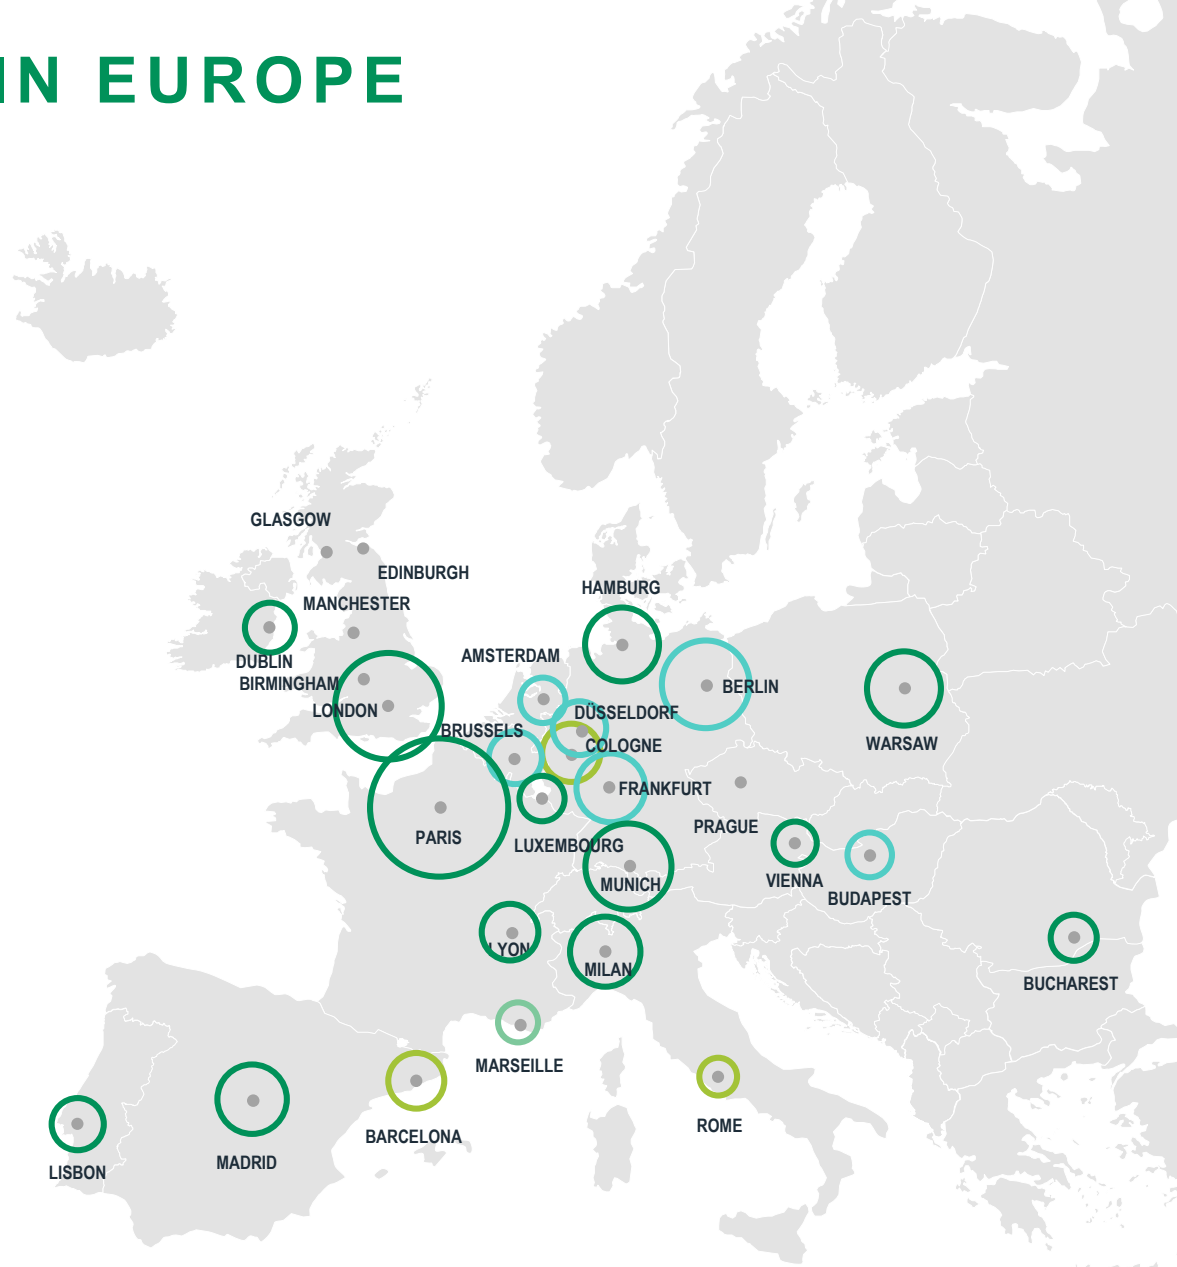 IN EUROPE
GLASGOW
EDINBURGH
HAMBURG
MANCHESTER
AMSTERDAM
DUBLIN
BIRMINGHAM
BERLIN
LONDON
DÜSSELDORF
BRUSSELS
COLOGNE
WARSAW
FRANKFURT
PRAGUE
PARIS
LUXEMBOURG
VIENNA
MUNICH
BUDAPEST
LYON
MILAN
BUCHAREST
MARSEILLE
ROME
BARCELONA
MADRID
LISBON